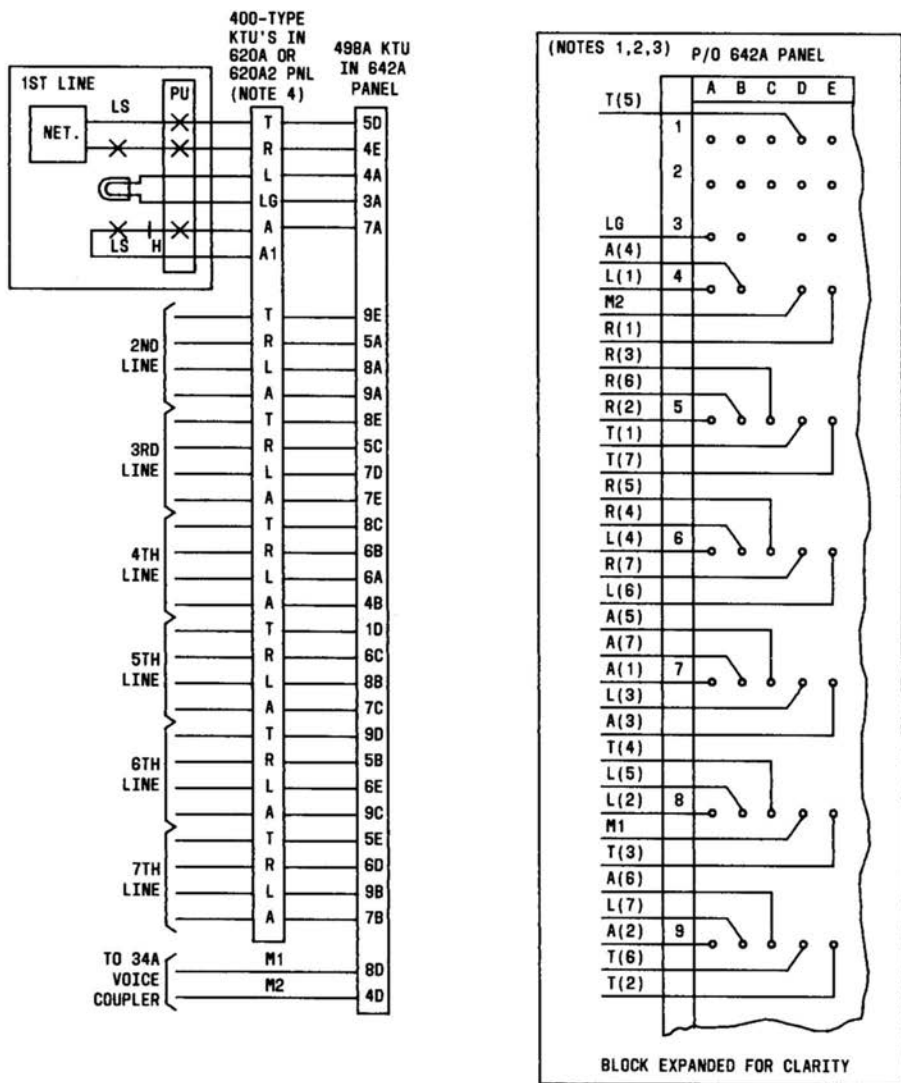 400-TYPE
KTU'S IN
620A OR
620A2 PNL
(NOTE 4)
498A KTU
IN 642A
PANEL
1ST LINE
LS
PU
NET.
LS
H
T 5D
R 4E
L 4A
LG 3A
A 7A
A1
2ND
LINE
T 9E
R 5A
L 8A
A 9A
3RD
LINE
T 8E
R 5C
L 7D
A 7E
4TH
LINE
T 8C
R 6B
L 6A
A 4B
5TH
LINE
T 1D
R 6C
L 8B
A 7C
6TH
LINE
T 9D
R 5B
L 6E
A 9C
7TH
LINE
T 5E
R 6D
L 9B
A 7B
TO 34A
VOICE
COUPLER
M1 8D
M2 4D
(NOTES 1,2,3) P/O 642A PANEL
A B C D E
T(5)
1
2
LG 3
A(4)
L(1) 4
M2
R(1)
R(3)
R(6)
R(2) 5
T(1)
T(7)
R(5)
R(4)
L(4) 6
R(7)
L(6)
A(5)
A(7)
A(1) 7
L(3)
A(3)
T(4)
L(5)
L(2) 8
M1
T(3)
A(6)
L(7)
A(2) 9
T(6)
T(2)
BLOCK EXPANDED FOR CLARITY